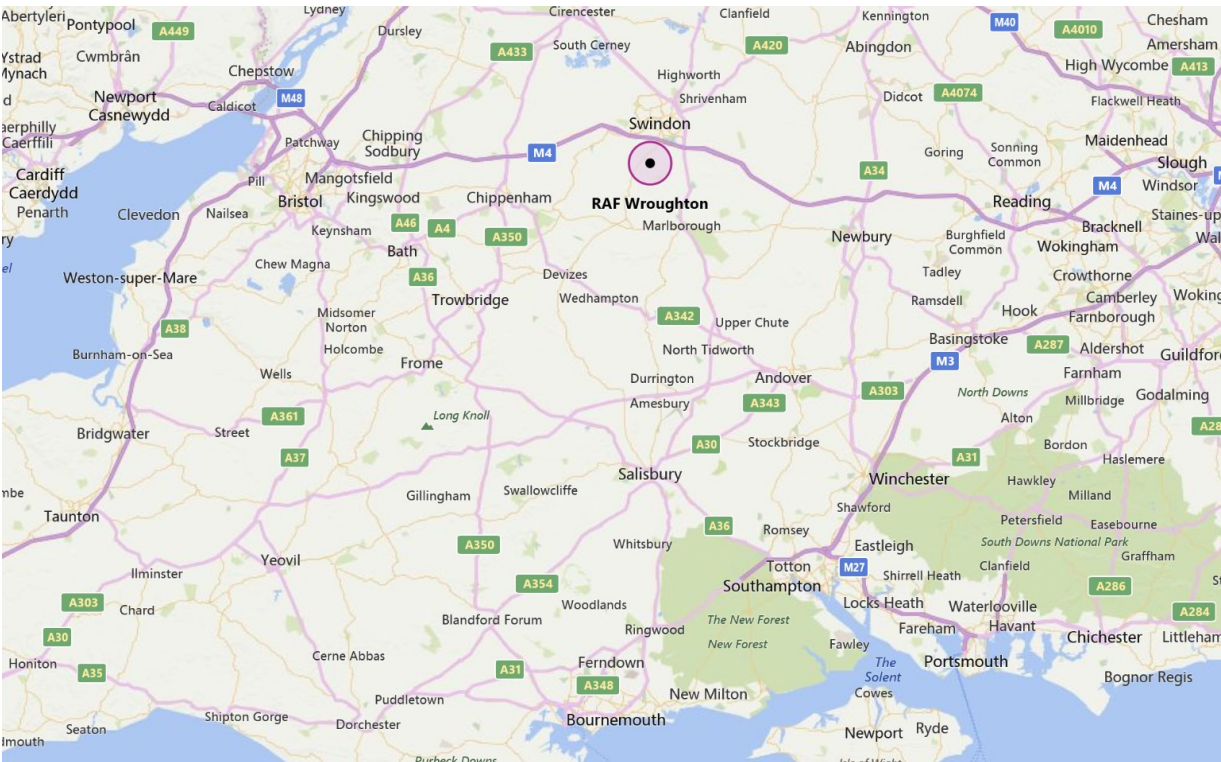 Lydney
Cirencester
Clanfield
Kennington
M40
Chesham
Abertyleri
Pontypool
A449
Dursley
A433
South Cerney
A420
Abingdon
A4010
Amersham
Ystrad
Mynach
Cwmbrân
Chepstow
Highworth
High Wycombe
A413
Newport
Casnewydd
Caldicot
M48
Shrivenham
Didcot
A4074
Flackwell Heath
aerphilly
Caerffili
Patchway
Chipping
Sodbury
M4
Swindon
Goring
Sonning
Common
Maidenhead
Slough
Cardiff
Caerdydd
Penarth
Pill
Mangotsfield
Bristol
Kingswood
Chippenham
RAF Wroughton
A34
Reading
M4
Windsor
Clevedon
Nailsea
Keynsham
A46
A4
A350
Marlborough
Newbury
Burghfield
Common
Bracknell
Wokingham
Staines-up
Bath
Chew Magna
Weston-super-Mare
A36
Devizes
Tadley
Crowthorne
Trowbridge
Wedhampton
Ramsdell
Camberley
Midsomer
Norton
A342
Upper Chute
Hook
Farnborough
A38
Burnham-on-Sea
Holcombe
Frome
North Tidworth
Basingstoke
A287
Aldershot
M3
Wells
Durrington
Andover
Farnham
A303
North Downs
Amesbury
A343
Millbridge
Godalming
A361
Long Knoll
Alton
Bridgwater
Street
A30
Stockbridge
Bordon
A37
A31
Haslemere
Salisbury
Winchester
Hawkley
Gillingham
Swallowcliffe
Milland
Shawford
Taunton
A36
Romsey
Petersfield
Easebourne
A350
Whitsbury
Eastleigh
South Downs National Park
Graffham
Yeovil
Totton
M27
Clanfield
Ilminster
A354
Southampton
Shirrell Heath
A286
A303
Chard
Woodlands
Locks Heath
Waterlooville
A284
Blandford Forum
The New Forest
Ringwood
Fareham
Havant
A30
New Forest
Fawley
Chichester
Cerne Abbas
Honiton
A35
A31
Ferndown
A348
The
Solent
Portsmouth
Bognor Regis
New Milton
Cowes
Puddletown
Shipton Gorge
Dorchester
Bournemouth
Seaton
Newport
Ryde
Purbeck Downs
Isle of Wight